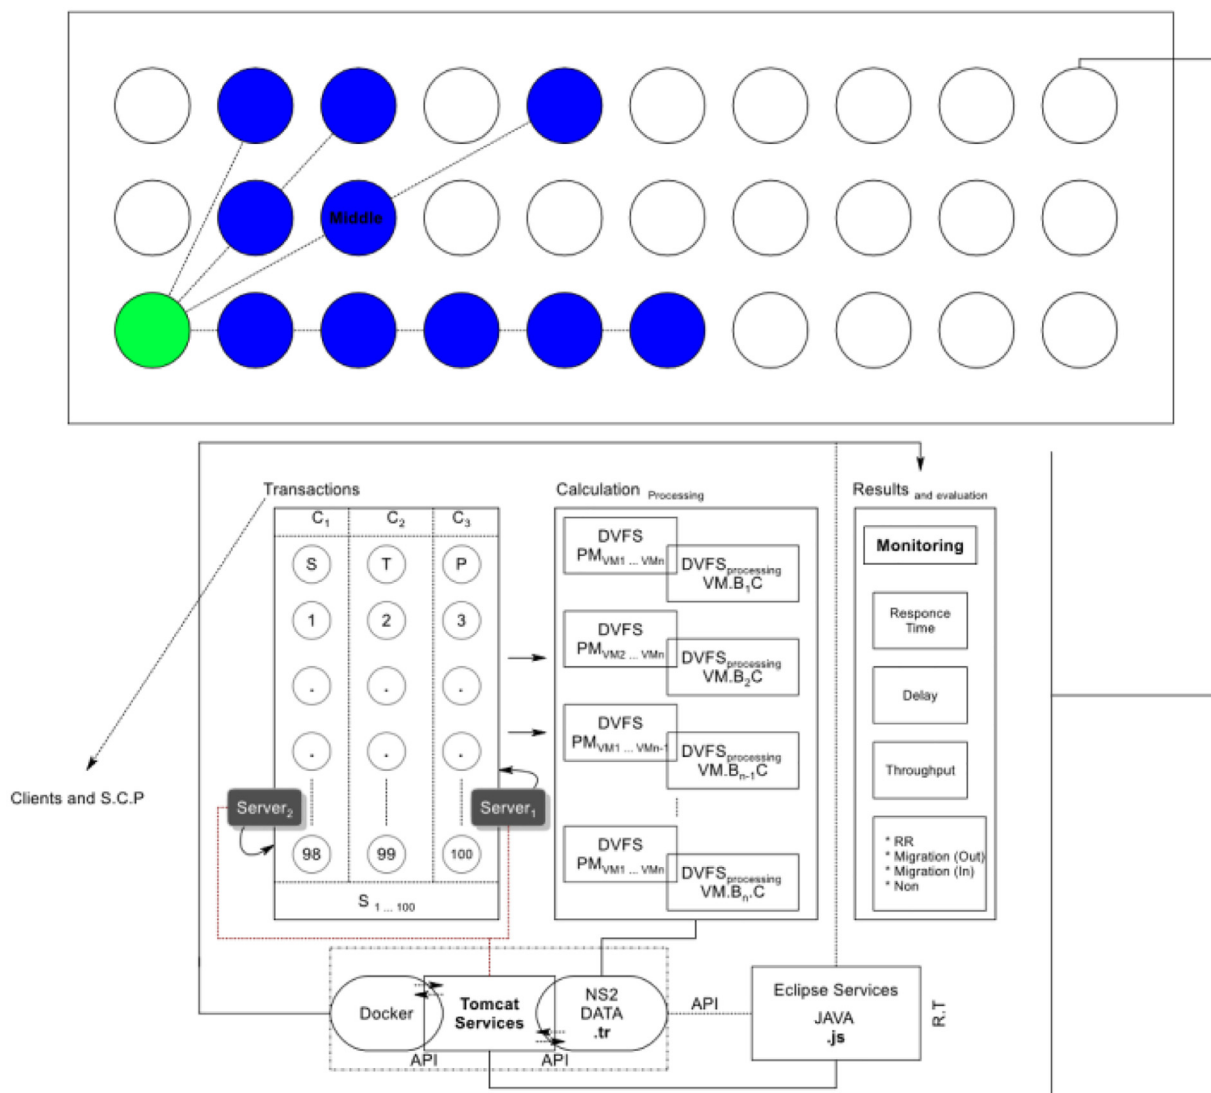 Middle
Transactions
Calculation Processing
Results and evaluation
C1 C2 C3
S T P
1 2 3
. . .
. . .
Server2
Server1
98 99 100
S 1 ... 100
Clients and S.C.P
DVFS
PMVM1 ... VMn
DVFSprocessing
VM.B1C
DVFS
PMVM2 ... VMn
DVFSprocessing
VM.B2C
DVFS
PMVM1 ... VMn-1
DVFSprocessing
VM.Bn-1C
DVFS
PMVM1 ... VMn
DVFSprocessing
VM.Bn.C
Monitoring
Responce
Time
Delay
Throughput
* RR
* Migration (Out)
* Migration (In)
* Non
Docker
Tomcat
Services
NS2
DATA
.tr
API
API
API
Eclipse Services
JAVA
.js
R.T